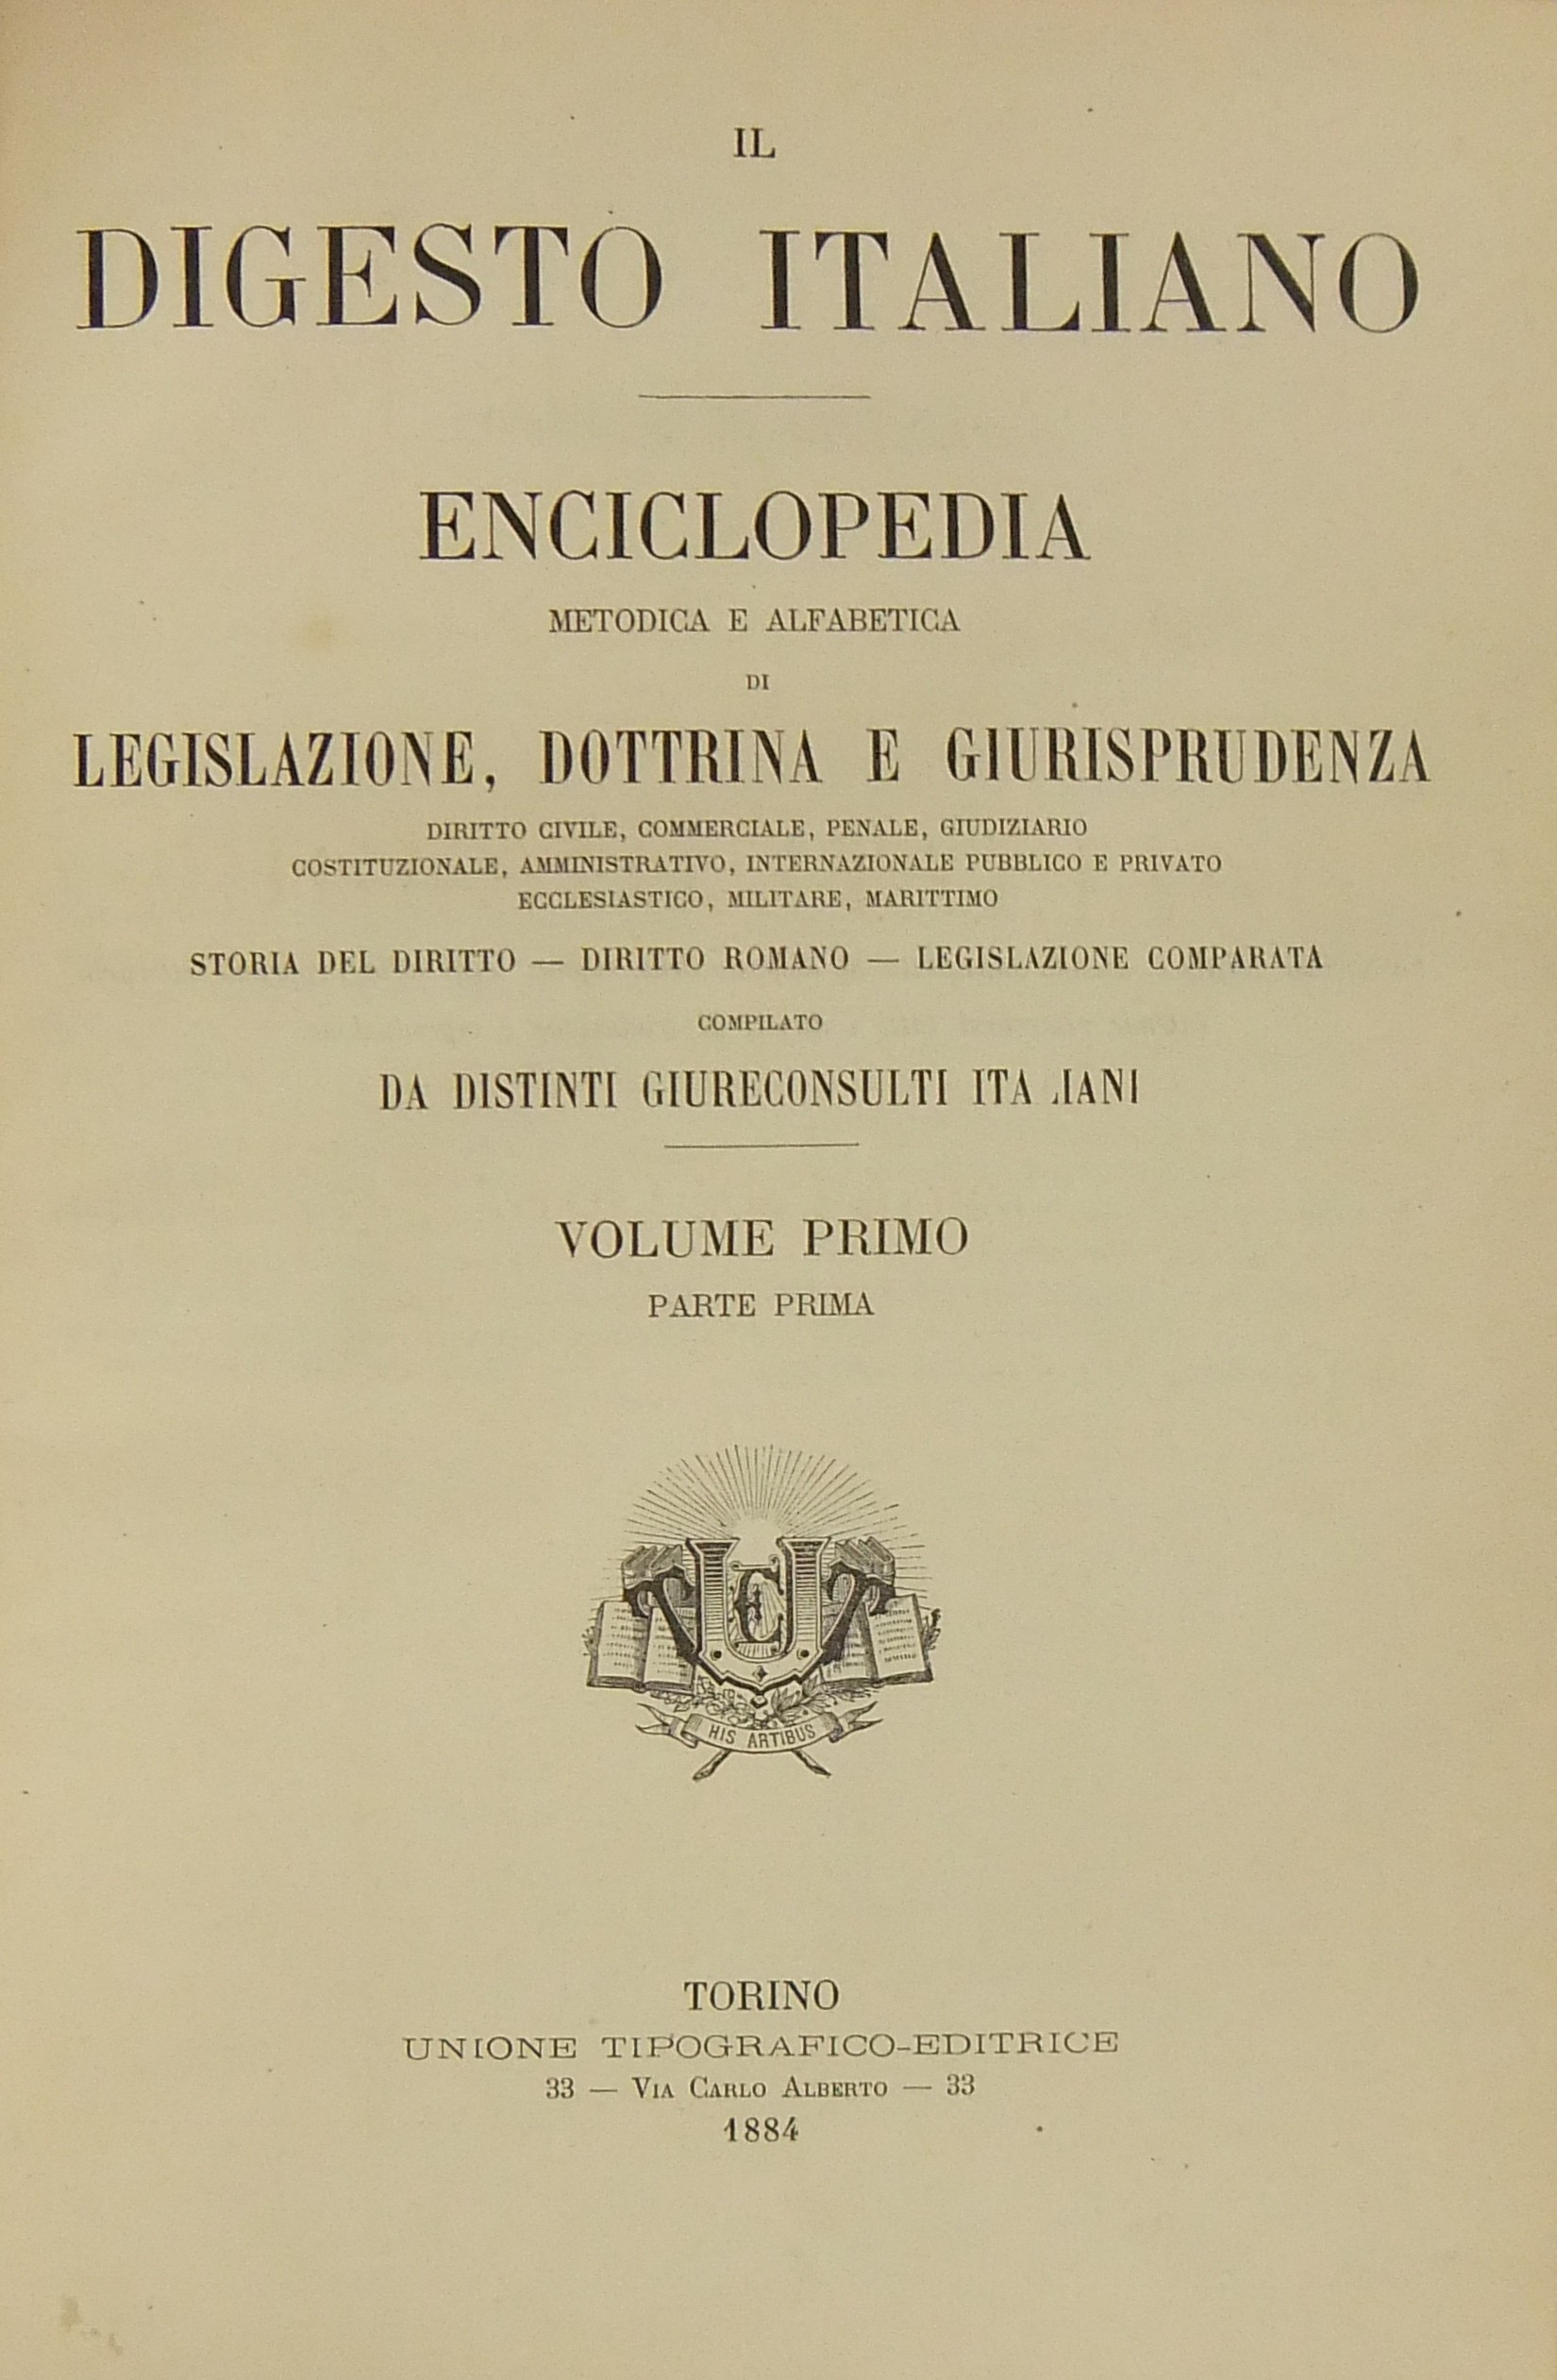 IL
DIGESTO ITALIANO
ENCICLOPEDIA
METODICA E ALFABETICA
DI
LEGISLAZIONE, DOTTRINA E GIURISPRUDENZA
DIRITTO CIVILE, COMMERCIALE, PENALE, GIUDIZIARIO
COSTITUZIONALE, AMMINISTRATIVO, INTERNAZIONALE PUBBLICO E PRIVATO
ECCLESIASTICO, MILITARE, MARITTIMO
STORIA DEL DIRITTO — DIRITTO ROMANO — LEGISLAZIONE COMPARATA
COMPILATO
DA DISTINTI GIURECONSULTI ITALIANI
VOLUME PRIMO
PARTE PRIMA
UTET
HIS ARTIBUS
TORINO
UNIONE TIPOGRAFICO-EDITRICE
33 — VIA CARLO ALBERTO — 33
1884